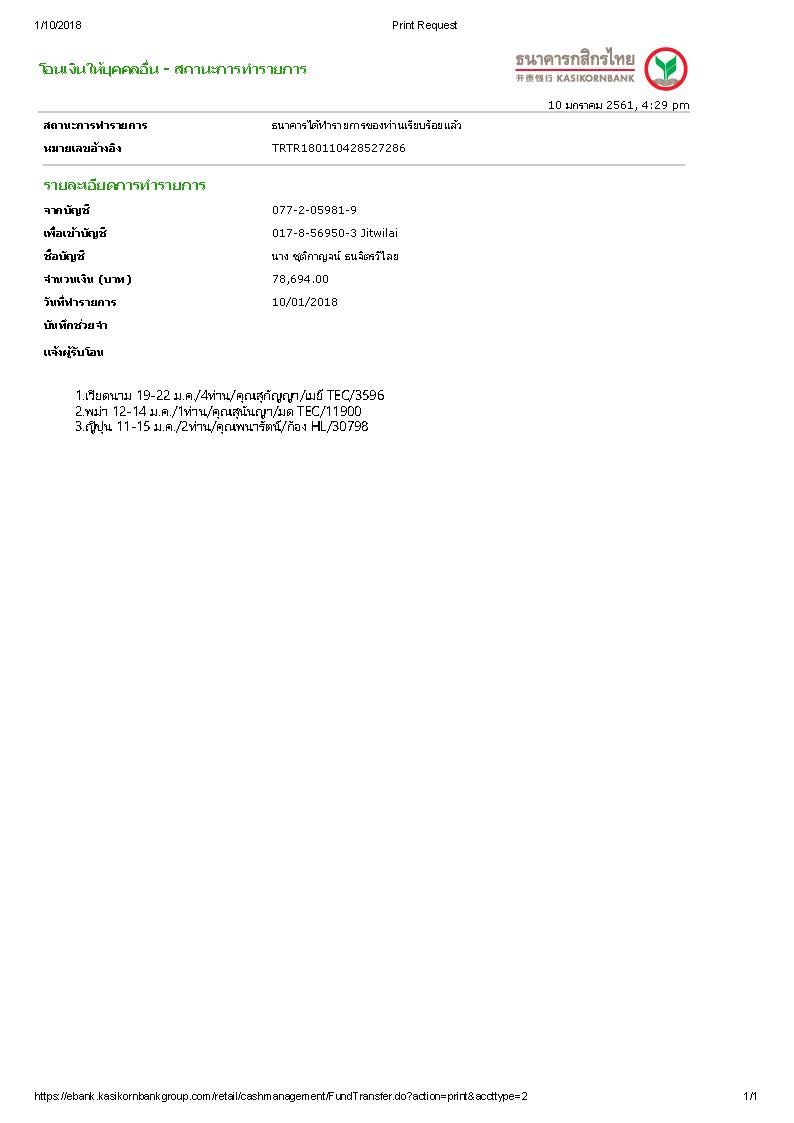 1/10/2018 Print Request
โอนเงินให้บุคคลอื่น - สถานะการทำรายการ
ธนาคารกสิกรไทย
开泰银行 KASIKORNBANK
10 มกราคม 2561, 4:29 pm
สถานะการทำรายการ ธนาคารได้ทำรายการของท่านเรียบร้อยแล้ว
หมายเลขอ้างอิง TRTR180110428527286
รายละเอียดการทำรายการ
จากบัญชี 077-2-05981-9
เพื่อเข้าบัญชี 017-8-56950-3 Jitwilai
ชื่อบัญชี นาง ชุติกาญจน์ ธนจิตรวิไลย
จำนวนเงิน (บาท) 78,694.00
วันที่ทำรายการ 10/01/2018
บันทึกช่วยจำ
แจ้งผู้รับโอน
1.เวียดนาม 19-22 ม.ค./4ท่าน/คุณสุกัญญา/เมย์ TEC/3596
2.พม่า 12-14 ม.ค./1ท่าน/คุณสุนันญา/มด TEC/11900
3.ญี่ปุ่น 11-15 ม.ค./2ท่าน/คุณพนารัตน์/ก้อง HL/30798
https://ebank.kasikornbankgroup.com/retail/cashmanagement/FundTransfer.do?action=print&accttype=2 1/1